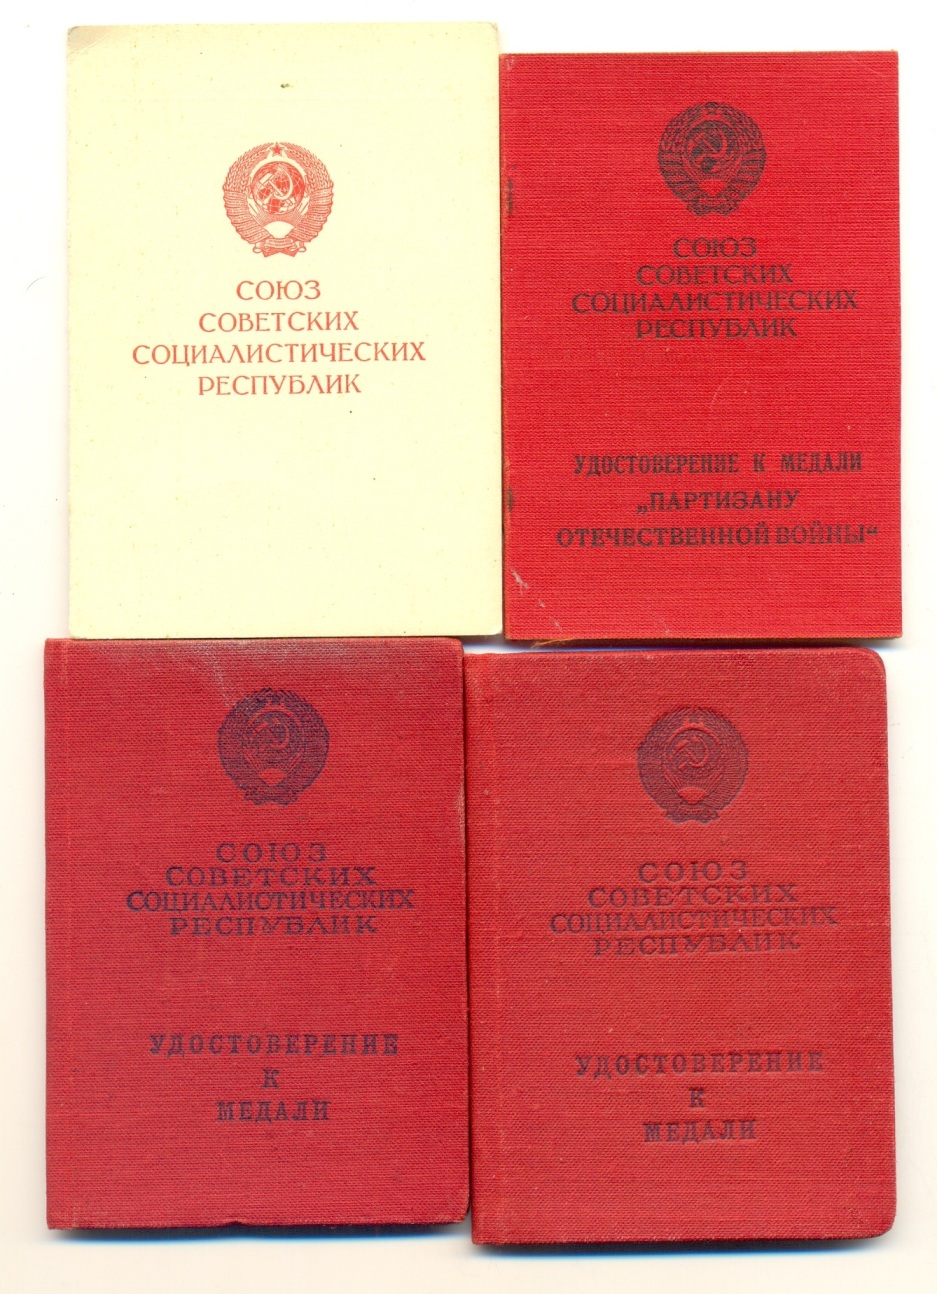 СОЮЗ
СОВЕТСКИХ
СОЦИАЛИСТИЧЕСКИХ
РЕСПУБЛИК
СОЮЗ
СОВЕТСКИХ
СОЦИАЛИСТИЧЕСКИХ
РЕСПУБЛИК
УДОСТОВЕРЕНИЕ К МЕДАЛИ
„ПАРТИЗАНУ
ОТЕЧЕСТВЕННОЙ ВОЙНЫ“
СОЮЗ
СОВЕТСКИХ
СОЦИАЛИСТИЧЕСКИХ
РЕСПУБЛИК
УДОСТОВЕРЕНИЕ
К
МЕДАЛИ
СОЮЗ
СОВЕТСКИХ
СОЦИАЛИСТИЧЕСКИХ
РЕСПУБЛИК
УДОСТОВЕРЕНИЕ
К
МЕДАЛИ